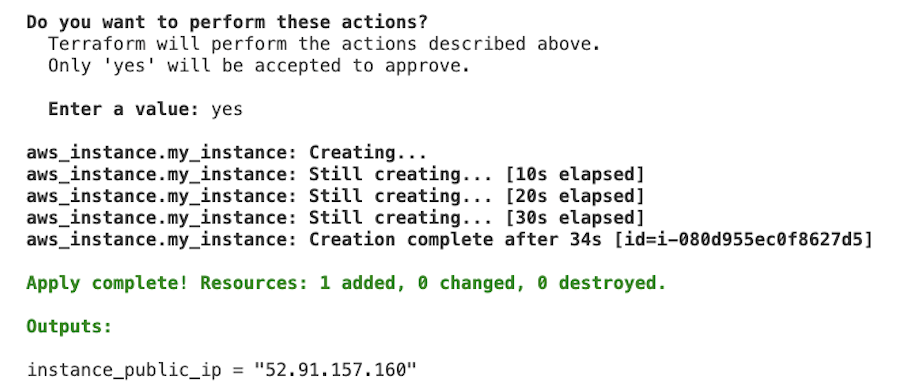 Do you want to perform these actions?
Terraform will perform the actions described above.
Only 'yes' will be accepted to approve.
Enter a value: yes
aws_instance.my_instance: Creating...
aws_instance.my_instance: Still creating... [10s elapsed]
aws_instance.my_instance: Still creating... [20s elapsed]
aws_instance.my_instance: Still creating... [30s elapsed]
aws_instance.my_instance: Creation complete after 34s [id=i-080d955ec0f8627d5]
Apply complete! Resources: 1 added, 0 changed, 0 destroyed.
Outputs:
instance_public_ip = "52.91.157.160"